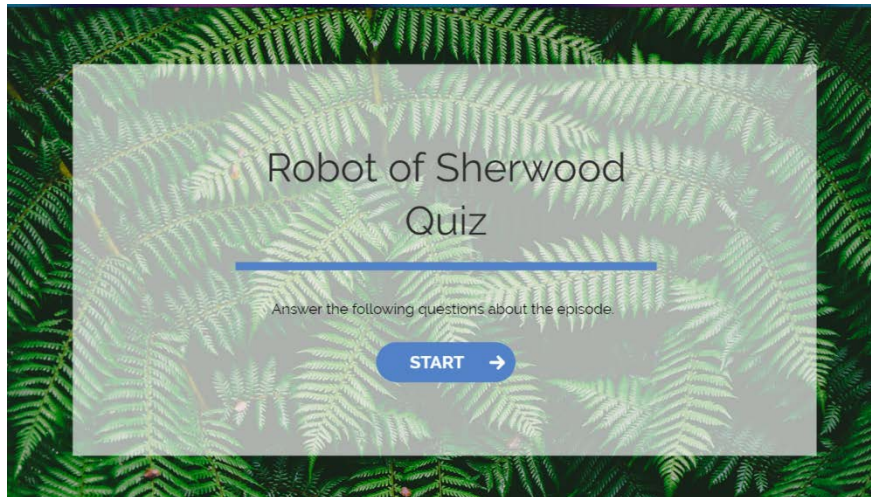 Robot of Sherwood
Quiz
Answer the following questions about the episode.
START